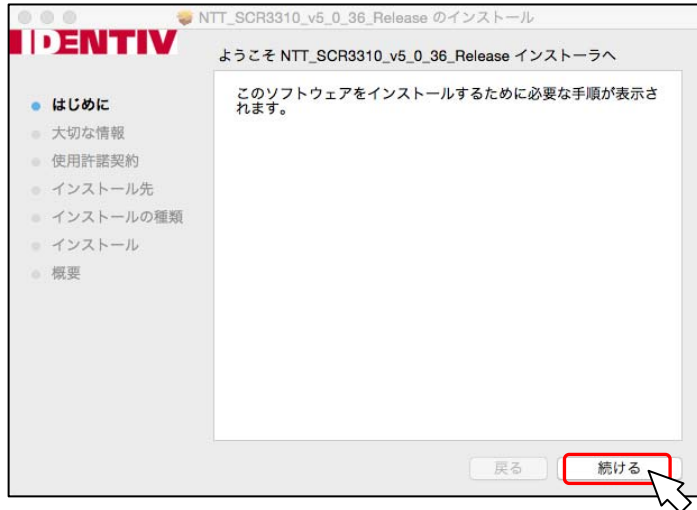 NTT_SCR3310_v5_0_36_Release のインストール
IDENTIV
ようこそ NTT_SCR3310_v5_0_36_Release インストーラへ
はじめに
大切な情報
使用許諾契約
インストール先
インストールの種類
インストール
概要
このソフトウェアをインストールするために必要な手順が表示さ
れます。
戻る
続ける